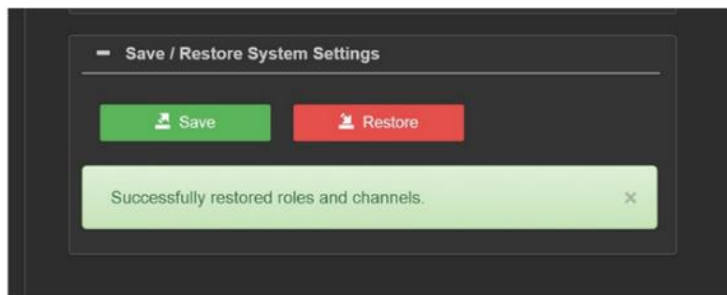 Save / Restore System Settings
Save
Restore
Successfully restored roles and channels.